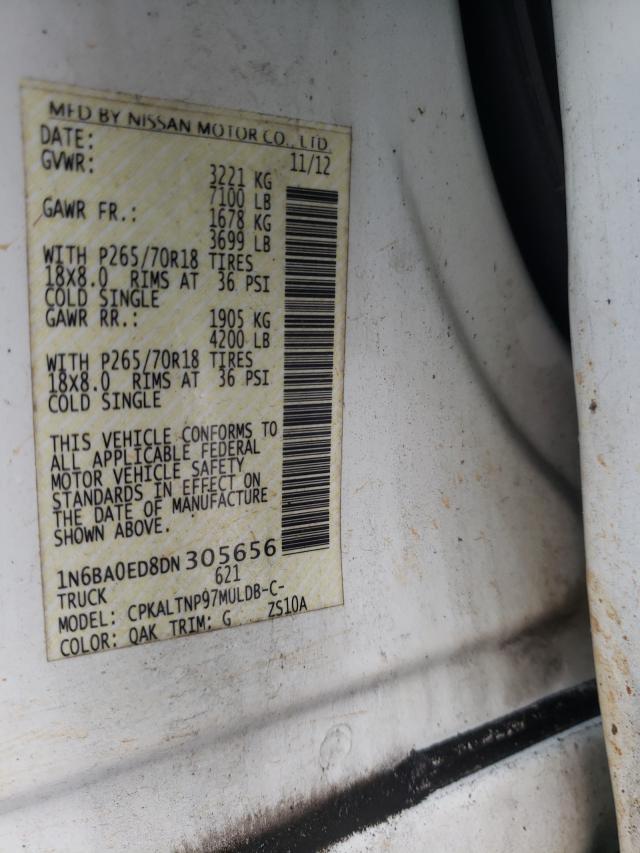 MFD BY NISSAN MOTOR CO., LTD
DATE: 11/12
GVWR: 3221 KG
7100 LB
GAWR FR.: 1678 KG
3699 LB
WITH P265/70R18 TIRES
18x8.0 RIMS AT 36 PSI
COLD SINGLE
GAWR RR.: 1905 KG
4200 LB
WITH P265/70R18 TIRES
18x8.0 RIMS AT 36 PSI
COLD SINGLE
THIS VEHICLE CONFORMS TO
ALL APPLICABLE FEDERAL
MOTOR VEHICLE SAFETY
STANDARDS IN EFFECT ON
THE DATE OF MANUFACTURE
SHOWN ABOVE.
1N6BA0ED8DN305656
TRUCK 621
MODEL: CPKALTNP97MULDB-C-
COLOR: QAK TRIM: G ZS10A